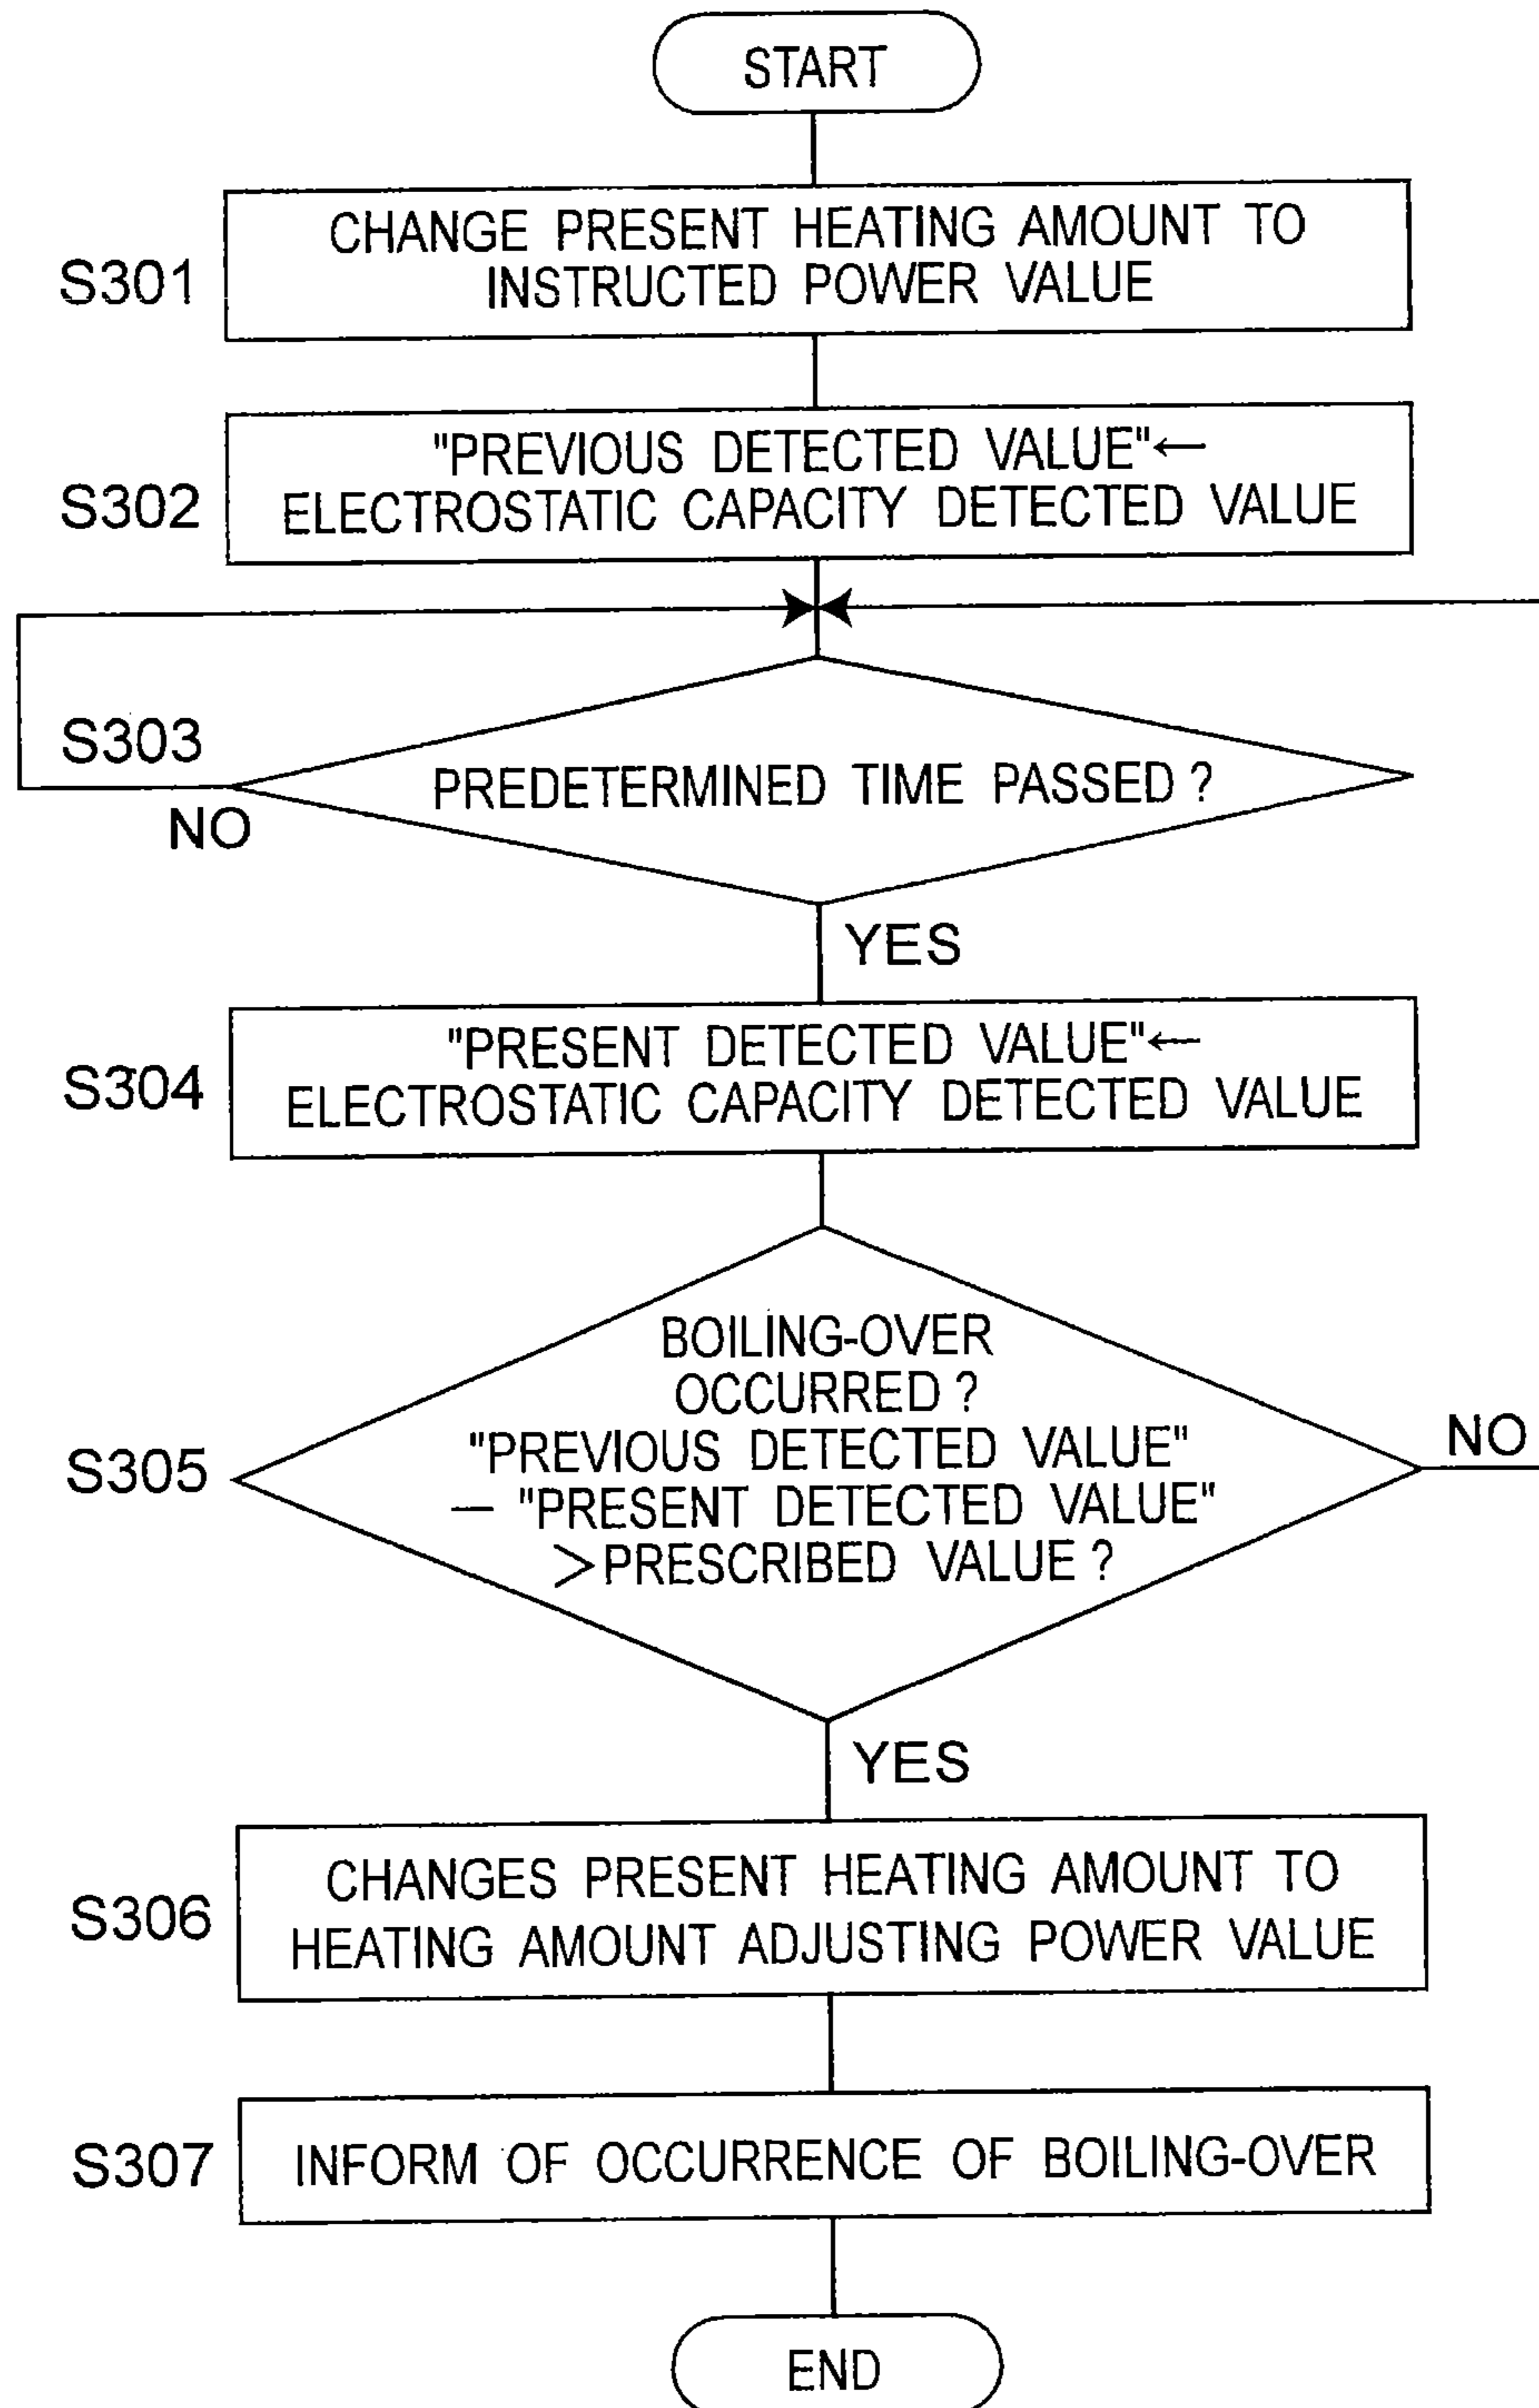 START
S301
CHANGE PRESENT HEATING AMOUNT TO
INSTRUCTED POWER VALUE
S302
"PREVIOUS DETECTED VALUE"←
ELECTROSTATIC CAPACITY DETECTED VALUE
S303
PREDETERMINED TIME PASSED ?
NO
YES
S304
"PRESENT DETECTED VALUE"←
ELECTROSTATIC CAPACITY DETECTED VALUE
S305
BOILING-OVER
OCCURRED ?
"PREVIOUS DETECTED VALUE"
— "PRESENT DETECTED VALUE"
>PRESCRIBED VALUE ?
NO
YES
S306
CHANGES PRESENT HEATING AMOUNT TO
HEATING AMOUNT ADJUSTING POWER VALUE
S307
INFORM OF OCCURRENCE OF BOILING-OVER
END